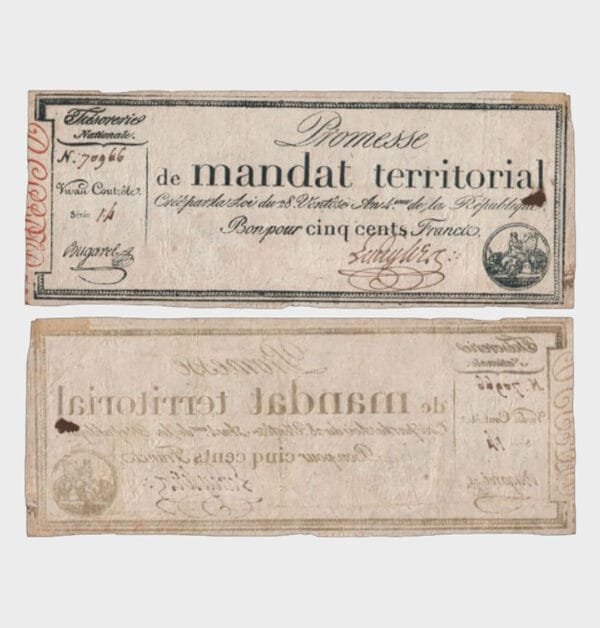 Trésorerie
Nationale.
N. 70966
Vu au Contrôle.
Série 14
Bugarel
Promesse
de mandat territorial
Créé par la Loi du 28 Ventôse An 4.me de la République.
Bon pour cinq cents Francs.